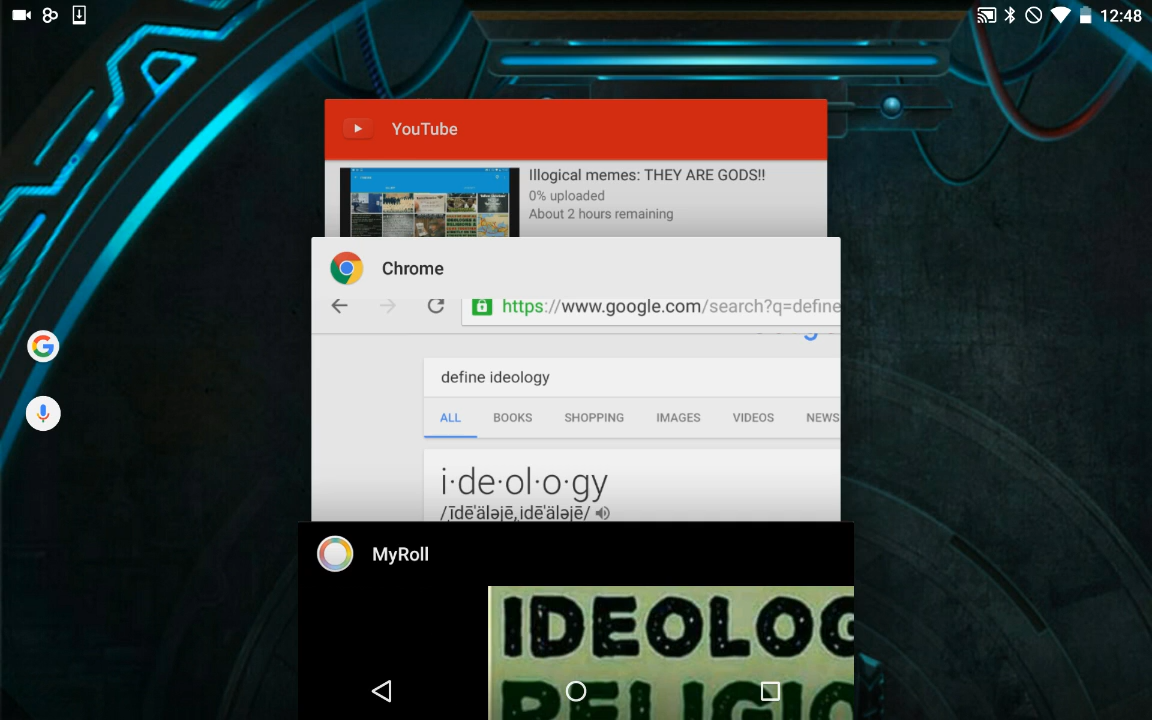 12:48
YouTube
Illogical memes: THEY ARE GODS!!
0% uploaded
About 2 hours remaining
Chrome
https://www.google.com/search?q=define
define ideology
ALL BOOKS SHOPPING IMAGES VIDEOS NEWS
i·de·ol·o·gy
/ˌīdēˈäləjē,ˌidēˈäləjē/
MyRoll
IDEOLOG
RELIGIO